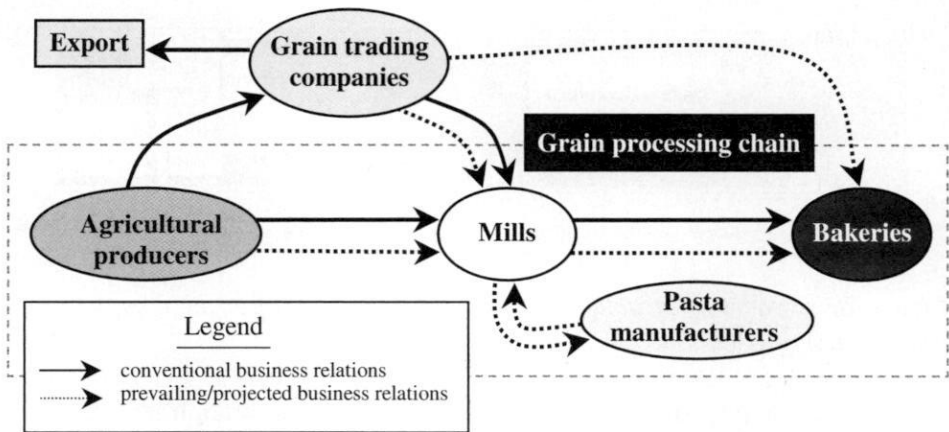 Export
Grain trading
companies
Grain processing chain
Agricultural
producers
Mills
Bakeries
Pasta
manufacturers
Legend
conventional business relations
prevailing/projected business relations